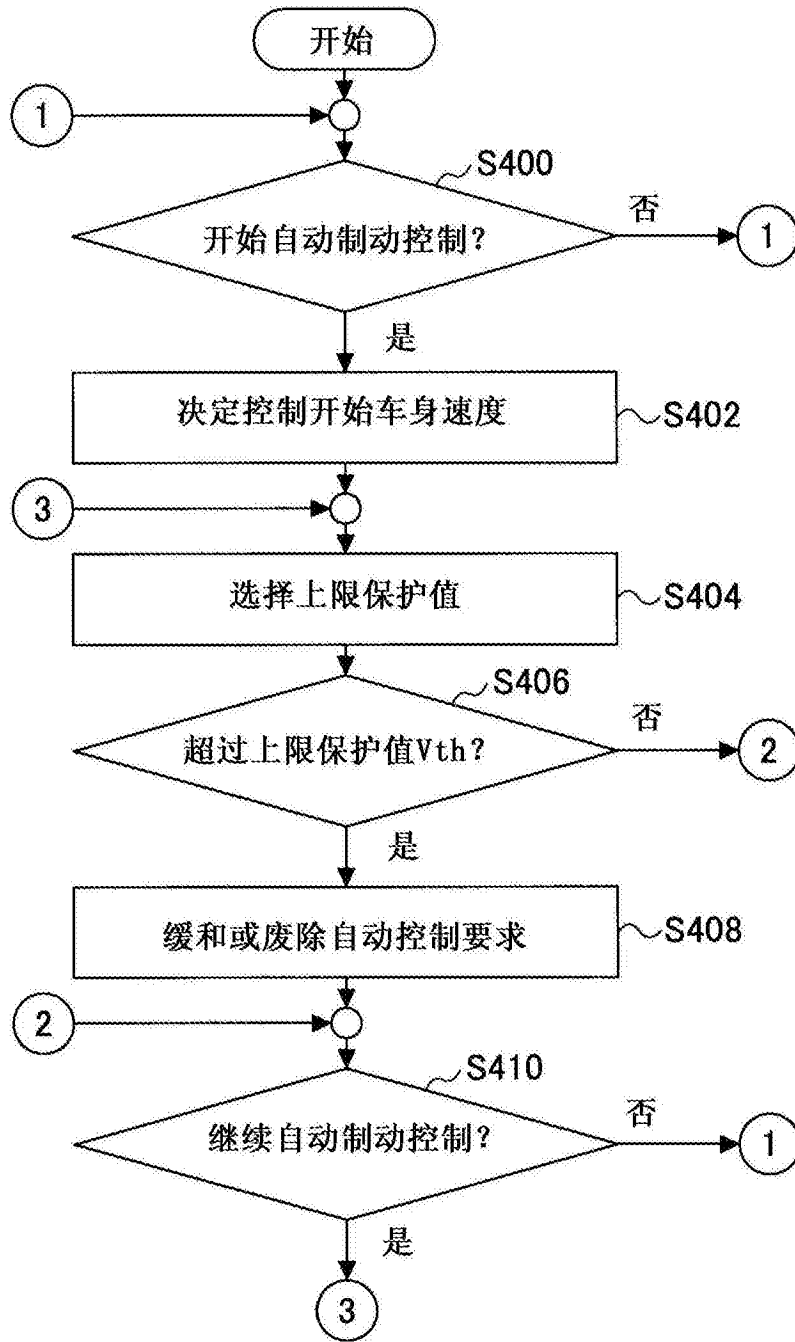 开始
1
S400
开始自动制动控制?
否
1
是
决定控制开始车身速度
S402
3
选择上限保护值
S404
S406
超过上限保护值Vth?
否
2
是
缓和或废除自动控制要求
S408
2
S410
继续自动制动控制?
否
1
是
3